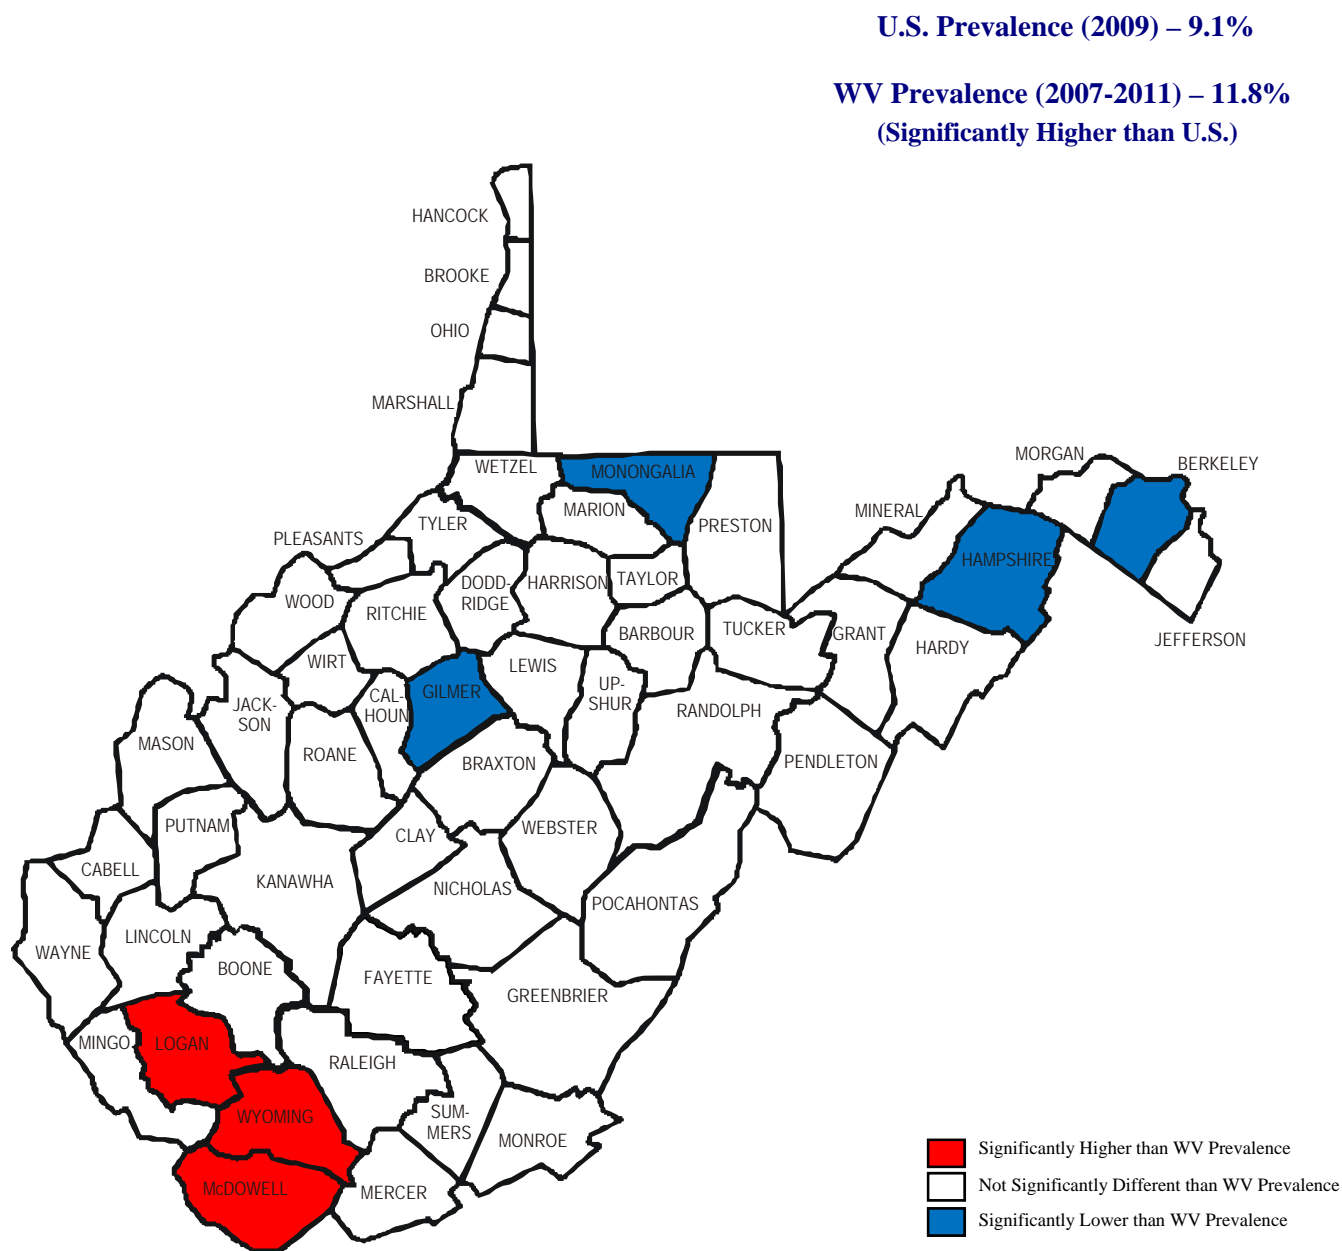 U.S. Prevalence (2009) – 9.1%
WV Prevalence (2007-2011) – 11.8%
(Significantly Higher than U.S.)
HANCOCK
BROOKE
OHIO
MARSHALL
WETZEL
MONONGALIA
MORGAN
BERKELEY
MARION
MINERAL
TYLER
PRESTON
PLEASANTS
HAMPSHIRE
DODD-
RIDGE
HARRISON
TAYLOR
WOOD
RITCHIE
BARBOUR
TUCKER
GRANT
HARDY
JEFFERSON
WIRT
LEWIS
GILMER
CAL-
HOUN
UP-
SHUR
JACK-
SON
RANDOLPH
MASON
ROANE
BRAXTON
PENDLETON
PUTNAM
CLAY
WEBSTER
CABELL
KANAWHA
NICHOLAS
POCAHONTAS
LINCOLN
WAYNE
BOONE
FAYETTE
GREENBRIER
MINGO
LOGAN
RALEIGH
WYOMING
SUM-
MERS
MONROE
McDOWELL
MERCER
Significantly Higher than WV Prevalence
Not Significantly Different than WV Prevalence
Significantly Lower than WV Prevalence